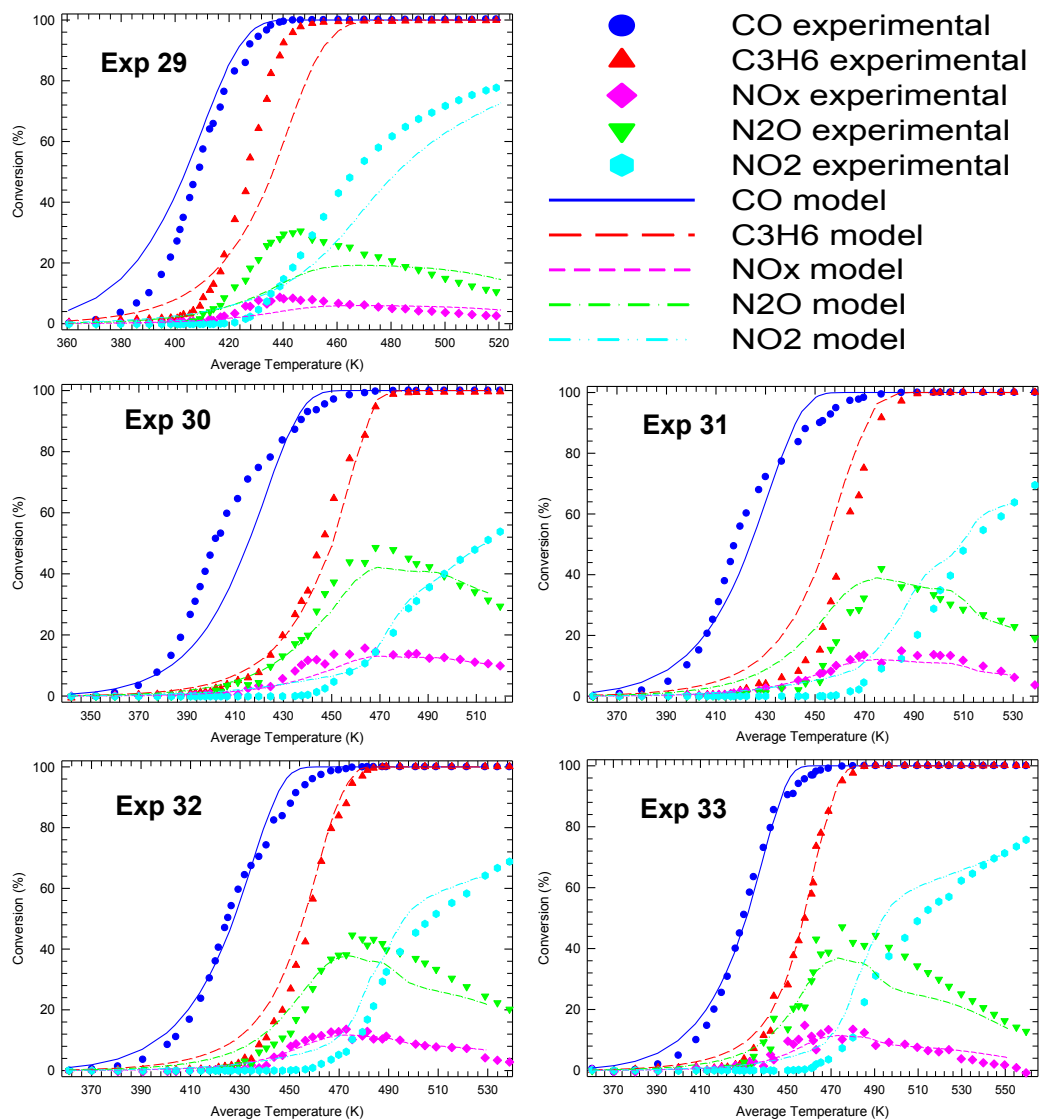 100
80
60
40
20
0
Conversion (%)
Exp 29
360 380 400 420 440 460 480 500 520
Average Temperature (K)
CO experimental
C3H6 experimental
NOx experimental
N2O experimental
NO2 experimental
CO model
C3H6 model
NOx model
N2O model
NO2 model
100
80
60
40
20
0
Conversion (%)
Exp 30
350 370 390 410 430 450 470 490 510
Average Temperature (K)
100
80
60
40
20
0
Conversion (%)
Exp 31
370 390 410 430 450 470 490 510 530
Average Temperature (K)
100
80
60
40
20
0
Conversion (%)
Exp 32
370 390 410 430 450 470 490 510 530
Average Temperature (K)
100
80
60
40
20
0
Conversion (%)
Exp 33
370 390 410 430 450 470 490 510 530 550
Average Temperature (K)